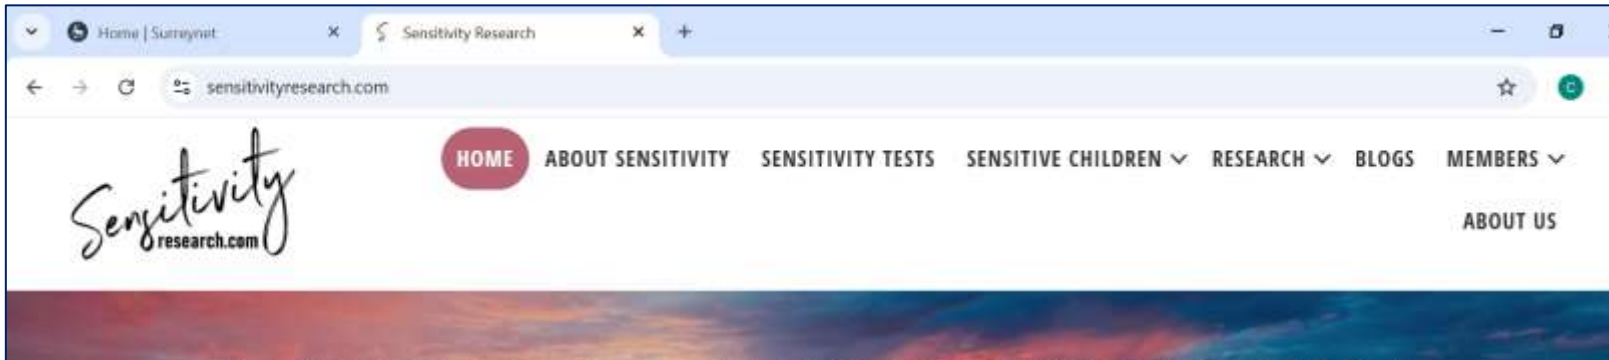 Home | Surreynet
Sensitivity Research
sensitivityresearch.com
C
Sensitivity
research.com
HOME ABOUT SENSITIVITY SENSITIVITY TESTS SENSITIVE CHILDREN RESEARCH BLOGS MEMBERS
ABOUT US